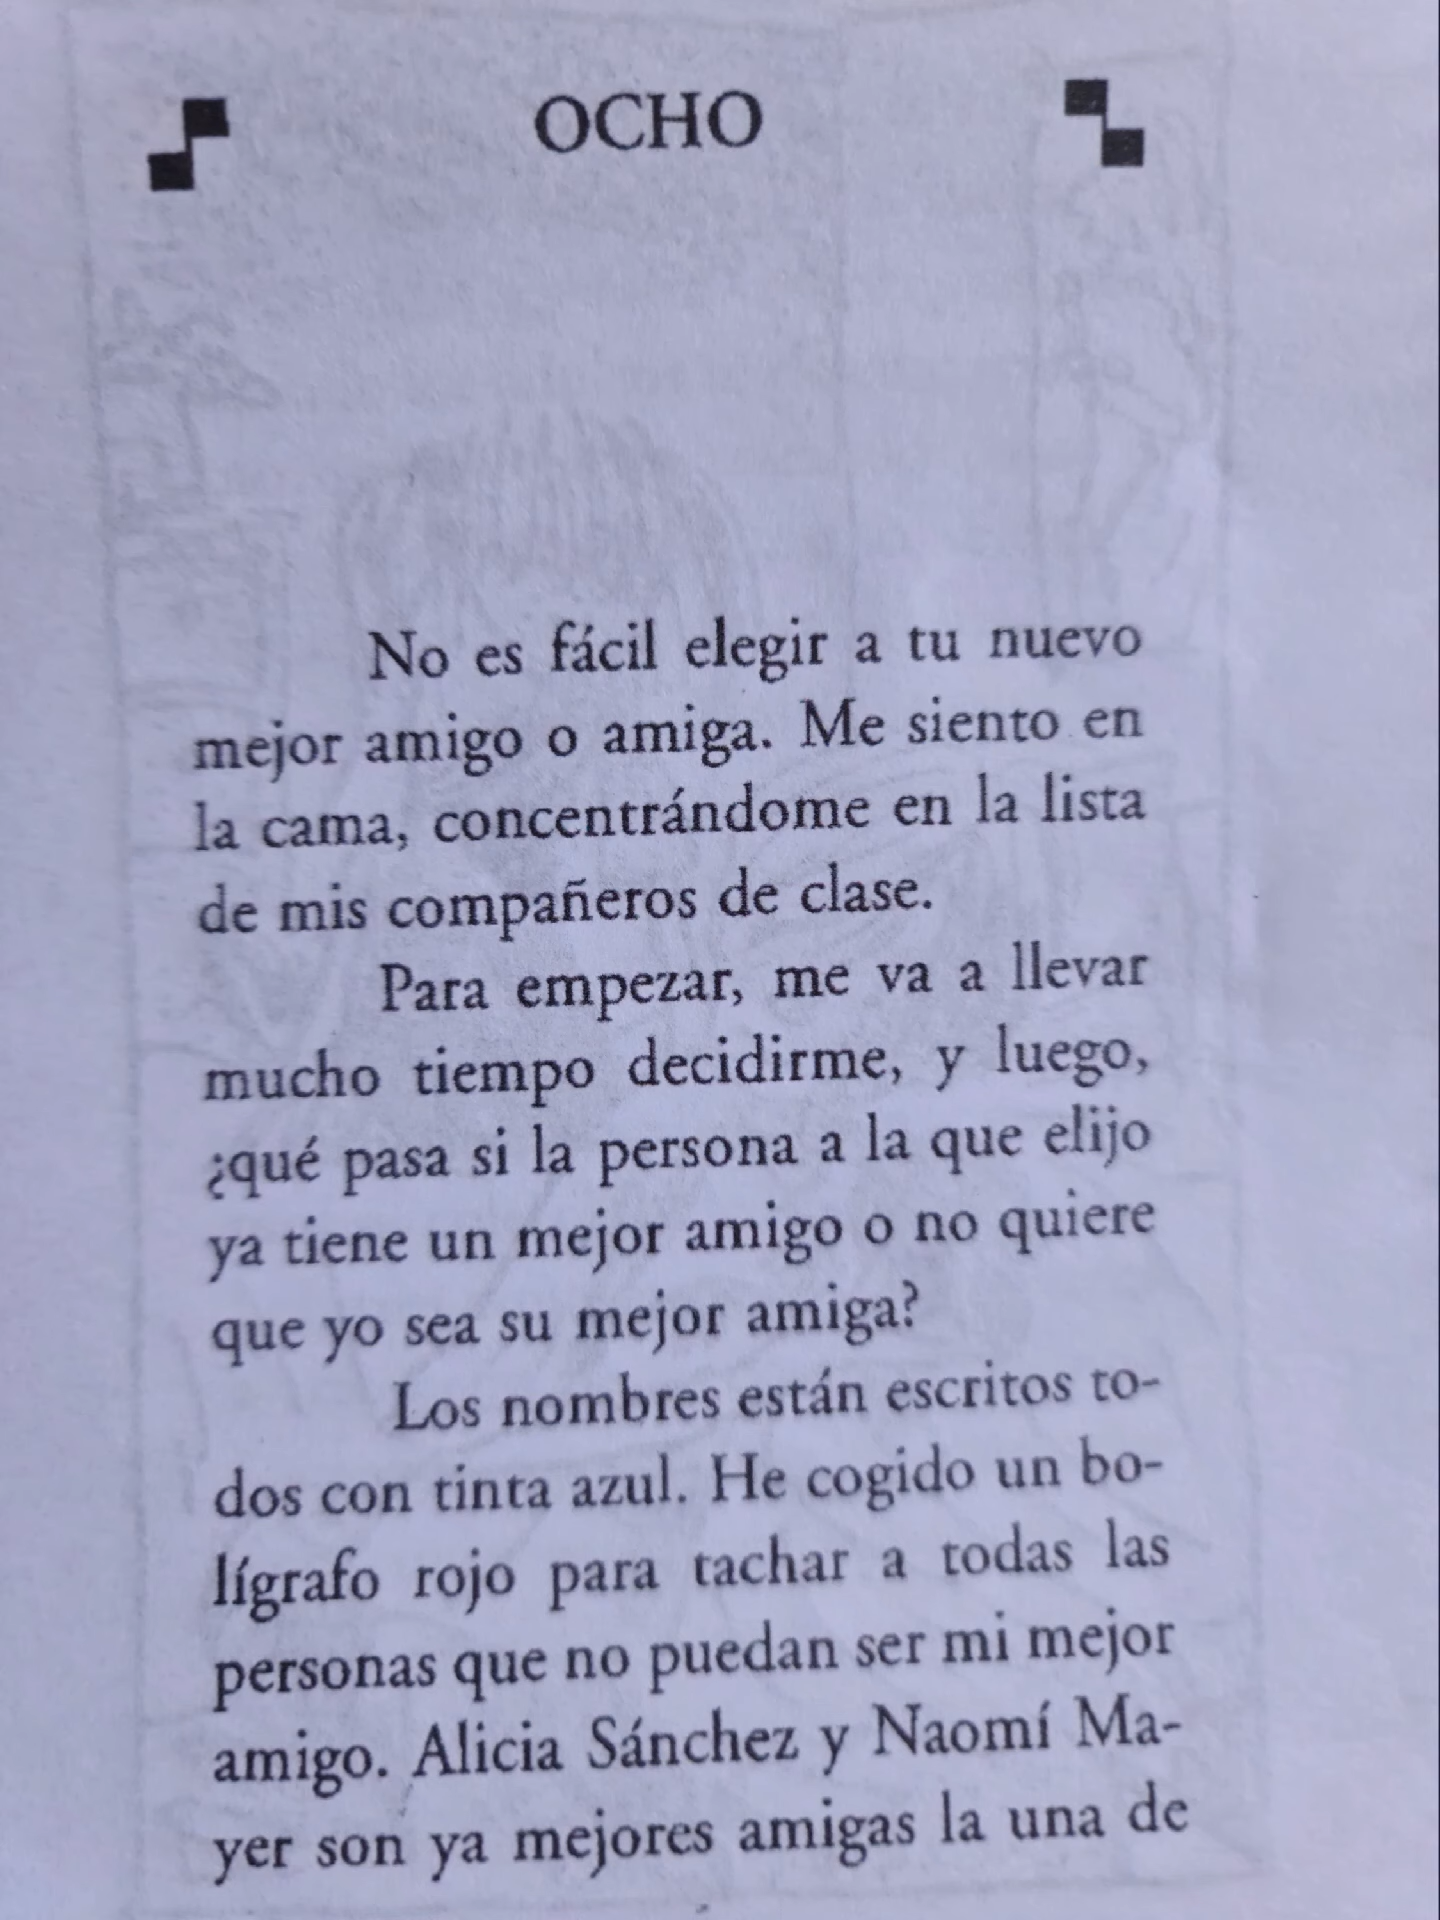 OCHO
No es fácil elegir a tu nuevo
mejor amigo o amiga. Me siento en
la cama, concentrándome en la lista
de mis compañeros de clase.
Para empezar, me va a llevar
mucho tiempo decidirme, y luego,
¿qué pasa si la persona a la que elijo
ya tiene un mejor amigo o no quiere
que yo sea su mejor amiga?
Los nombres están escritos to-
dos con tinta azul. He cogido un bo-
lígrafo rojo para tachar a todas las
personas que no puedan ser mi mejor
amigo. Alicia Sánchez y Naomí Ma-
yer son ya mejores amigas la una de